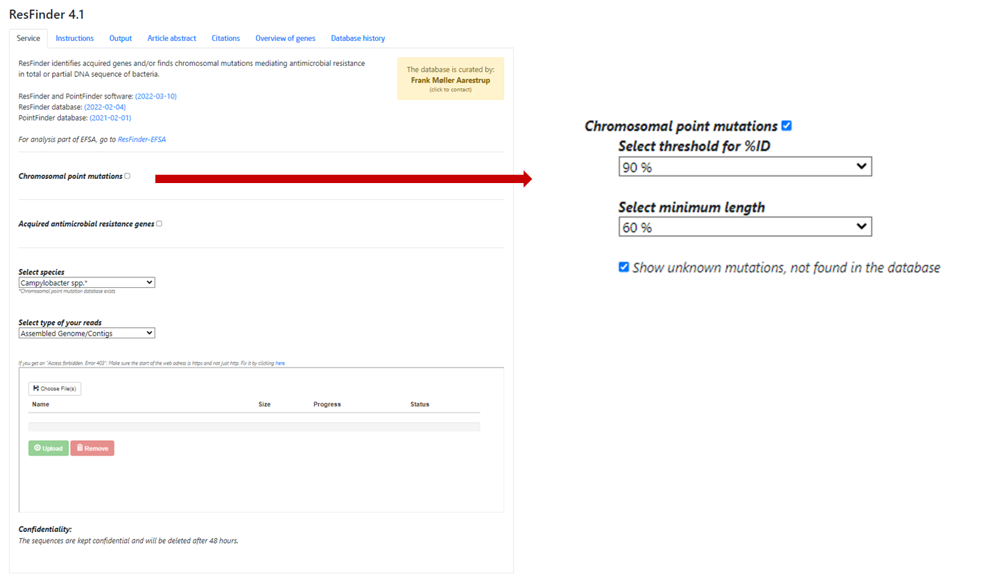 ResFinder 4.1
Service Instructions Output Article abstract Citations Overview of genes Database history
ResFinder identifies acquired genes and/or finds chromosomal mutations mediating antimicrobial resistance
in total or partial DNA sequence of bacteria.
The database is curated by:
Frank Møller Aarestrup
(click to contact)
ResFinder and PointFinder software: (2022-03-10)
ResFinder database: (2022-02-04)
PointFinder database: (2021-02-01)
For analysis part of EFSA, go to ResFinder-EFSA
Chromosomal point mutations
Acquired antimicrobial resistance genes
Select species
Campylobacter spp.*
*Chromosomal point mutation database exists
Select type of your reads
Assembled Genome/Contigs
If you get an "Access forbidden. Error 403": Make sure the start of the web adress is https and not just http. Fix it by clicking here.
Choose File(s)
Name Size Progress Status
Upload Remove
Confidentiality:
The sequences are kept confidential and will be deleted after 48 hours.
Chromosomal point mutations
Select threshold for %ID
90 %
Select minimum length
60 %
Show unknown mutations, not found in the database